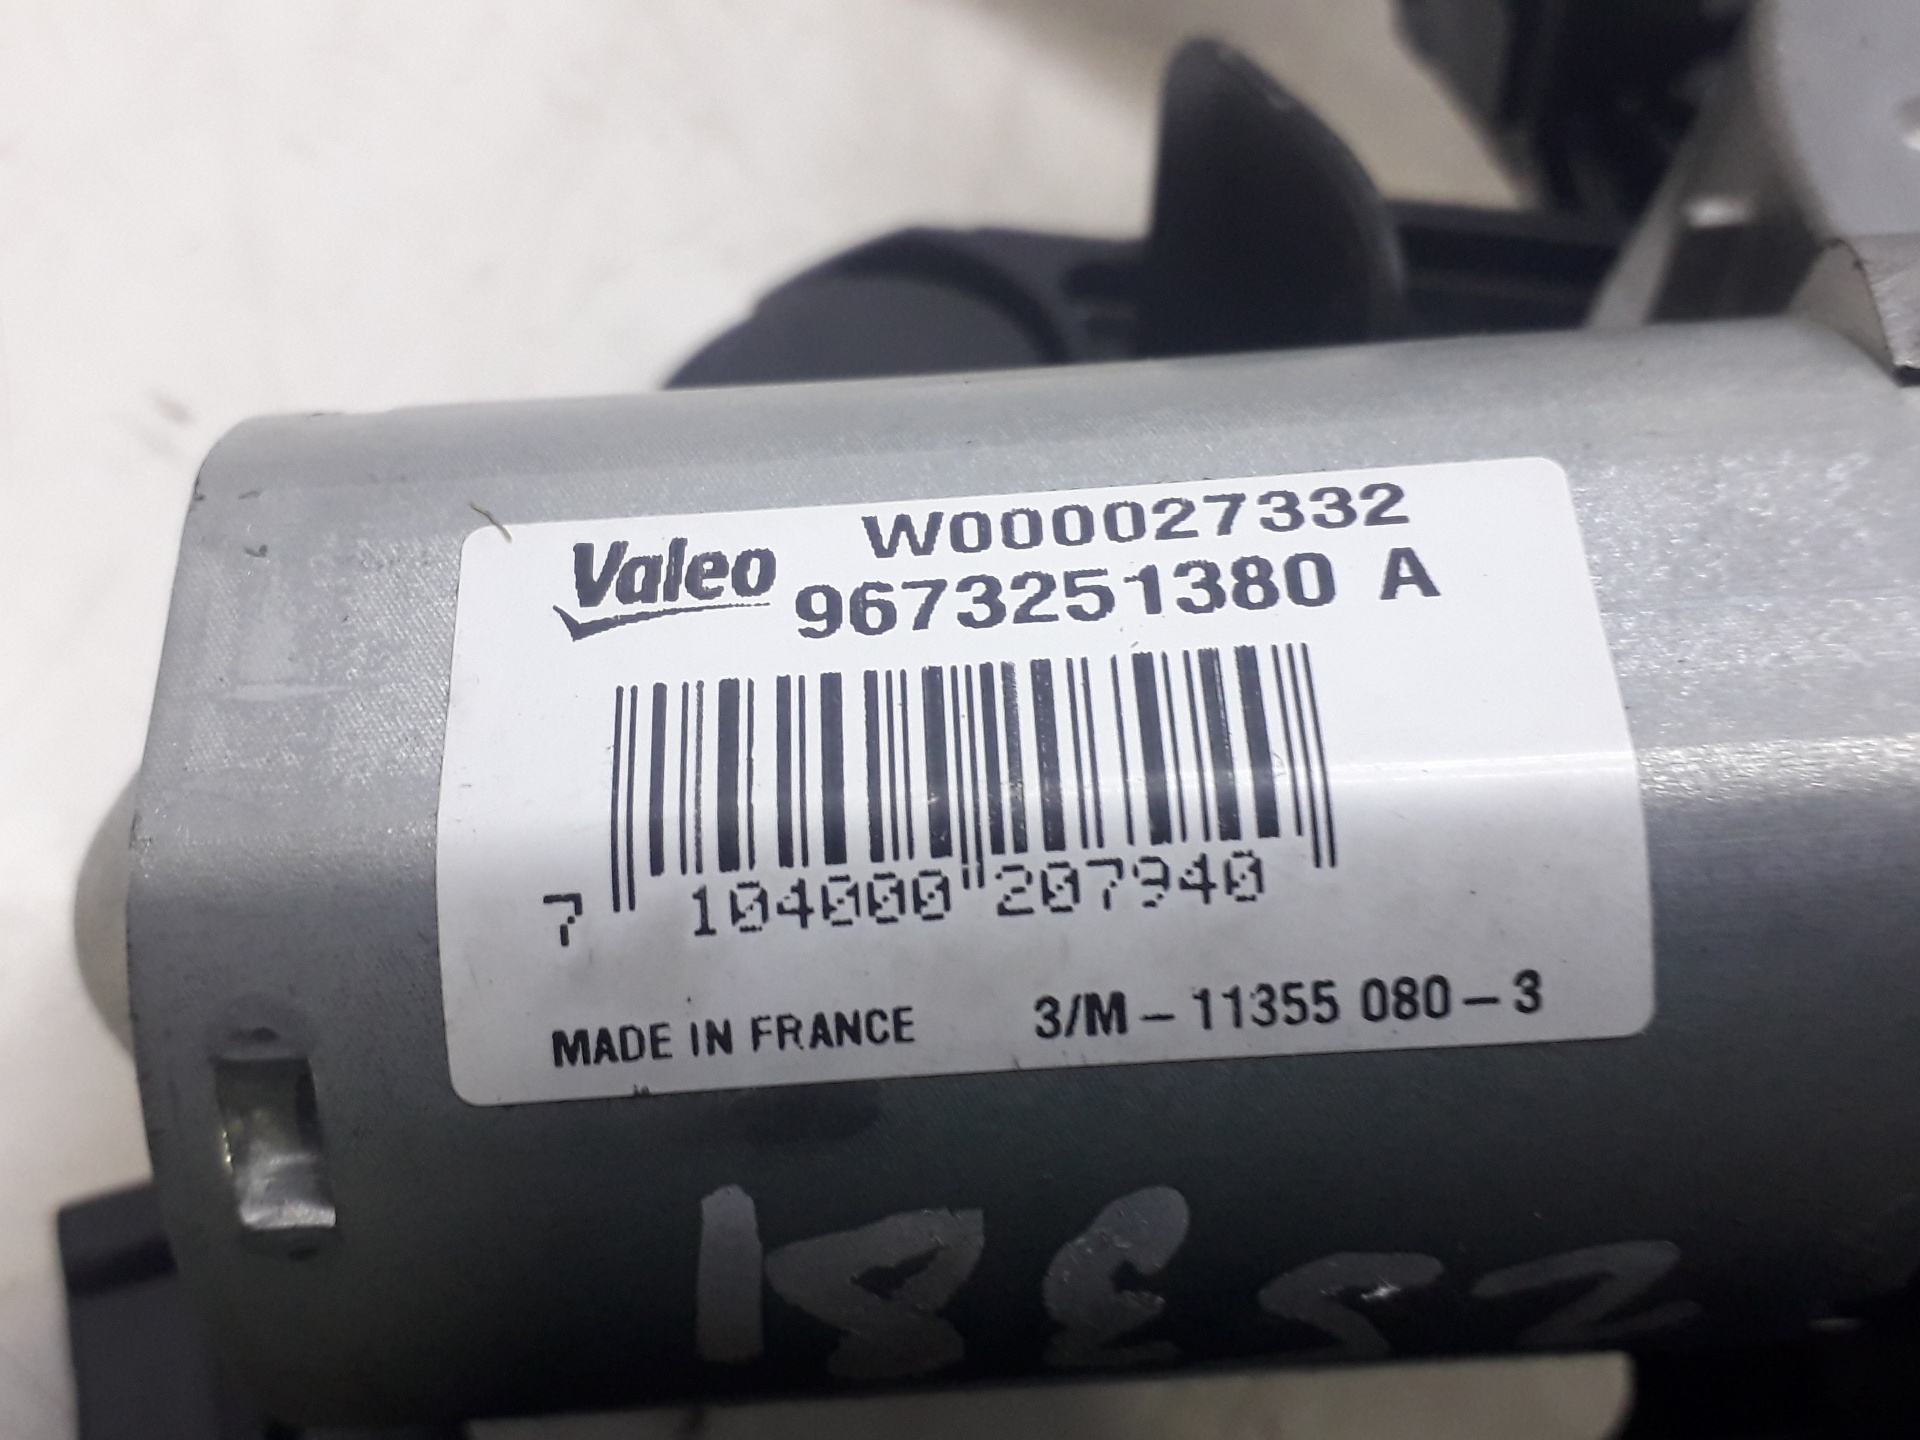 Valeo W000027332
9673251380 A
7 104000 207940
MADE IN FRANCE 3/M - 11355 080 - 3